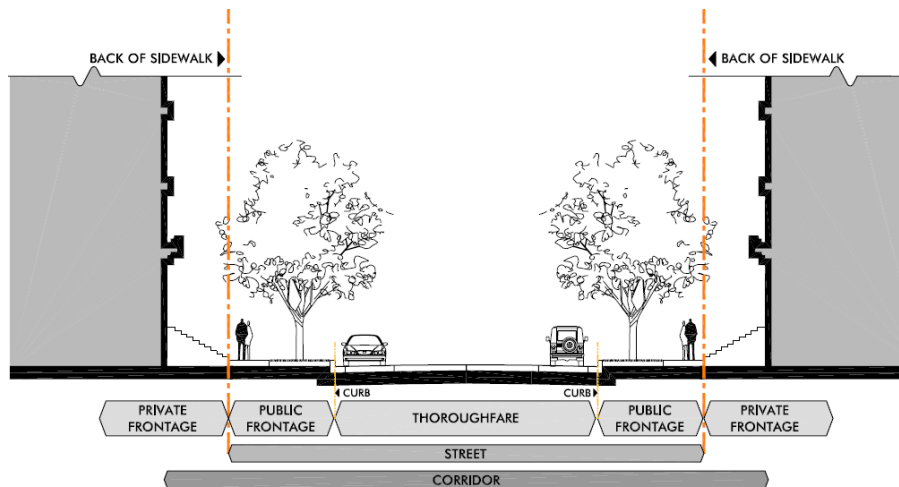 BACK OF SIDEWALK
BACK OF SIDEWALK
CURB
CURB
PRIVATE
FRONTAGE
PUBLIC
FRONTAGE
THOROUGHFARE
PUBLIC
FRONTAGE
PRIVATE
FRONTAGE
STREET
CORRIDOR